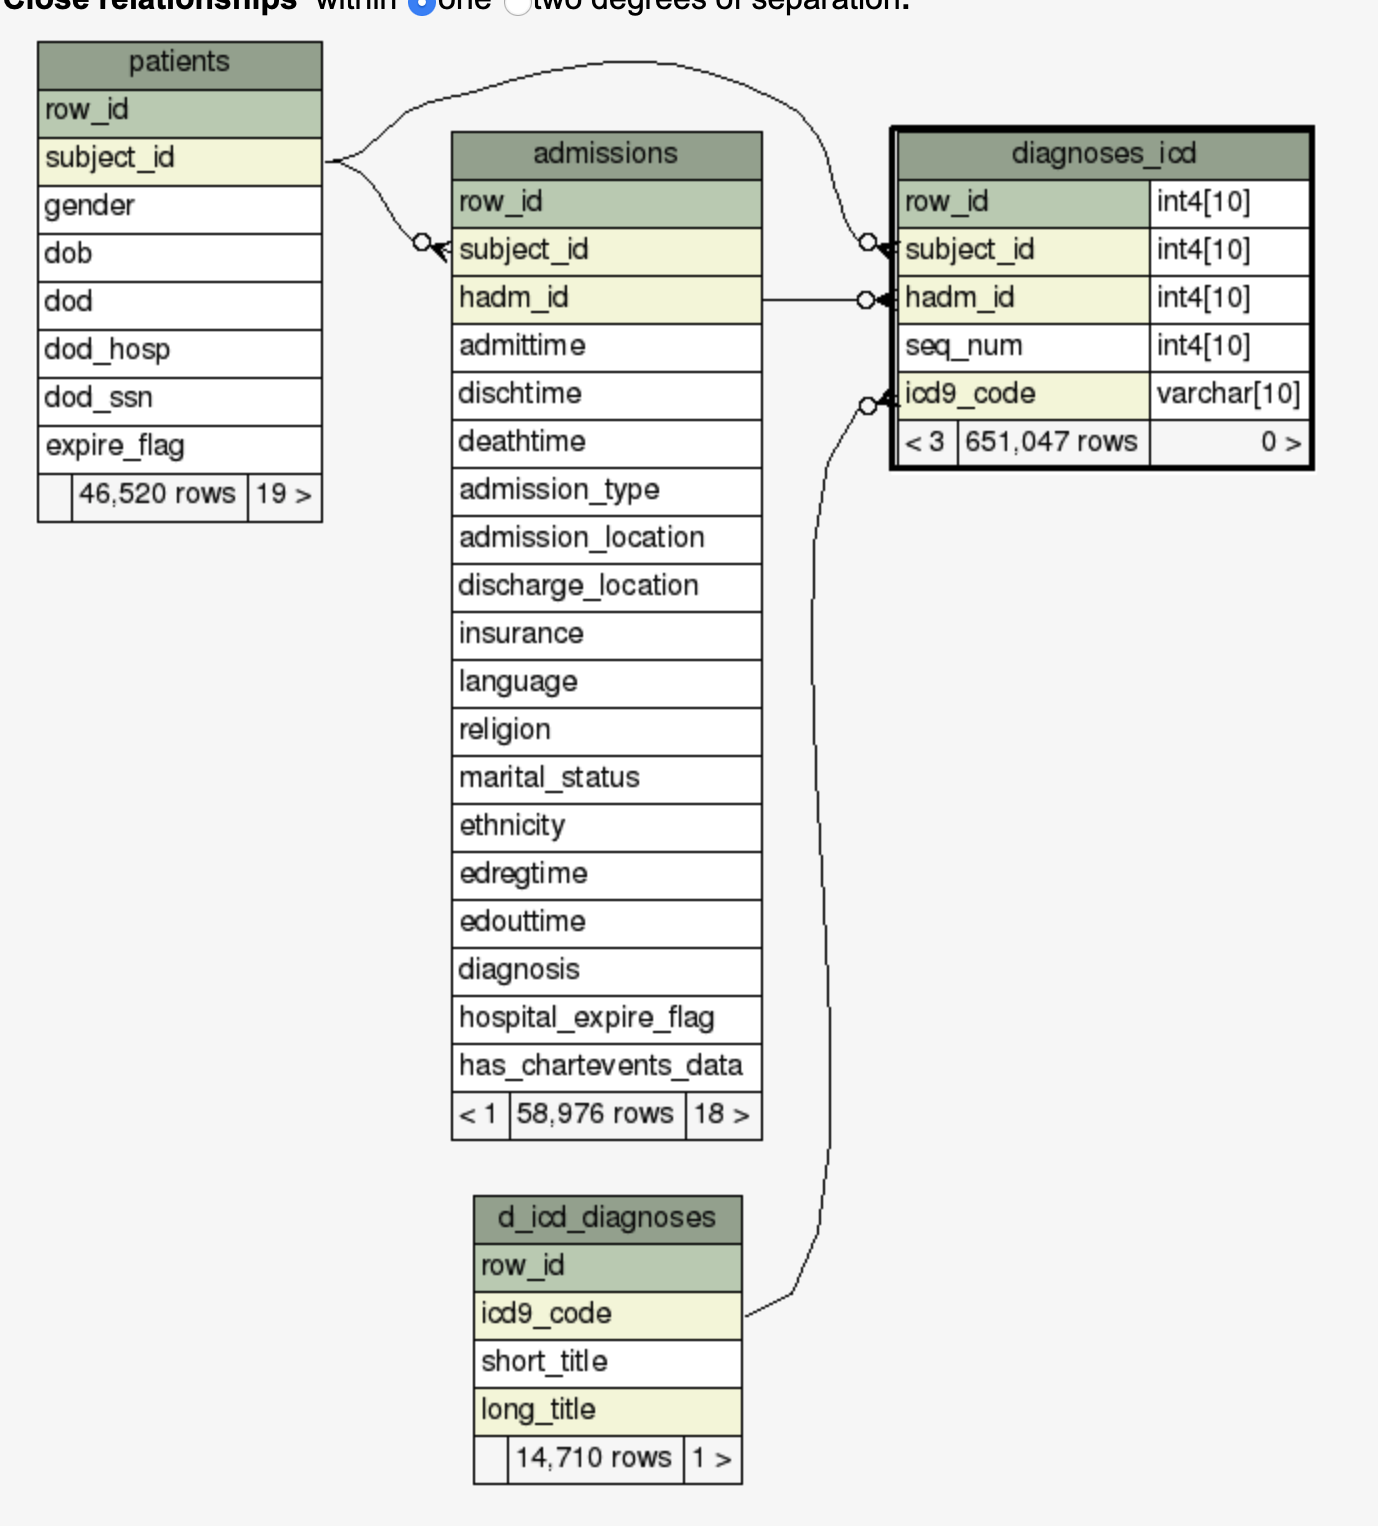 Close relationships within one two degrees of separation:
patients
row_id
subject_id
gender
dob
dod
dod_hosp
dod_ssn
expire_flag
46,520 rows 19 >
admissions
row_id
subject_id
hadm_id
admittime
dischtime
deathtime
admission_type
admission_location
discharge_location
insurance
language
religion
marital_status
ethnicity
edregtime
edouttime
diagnosis
hospital_expire_flag
has_chartevents_data
< 1 58,976 rows 18 >
diagnoses_icd
row_id int4[10]
subject_id int4[10]
hadm_id int4[10]
seq_num int4[10]
icd9_code varchar[10]
< 3 651,047 rows 0 >
d_icd_diagnoses
row_id
icd9_code
short_title
long_title
14,710 rows 1 >